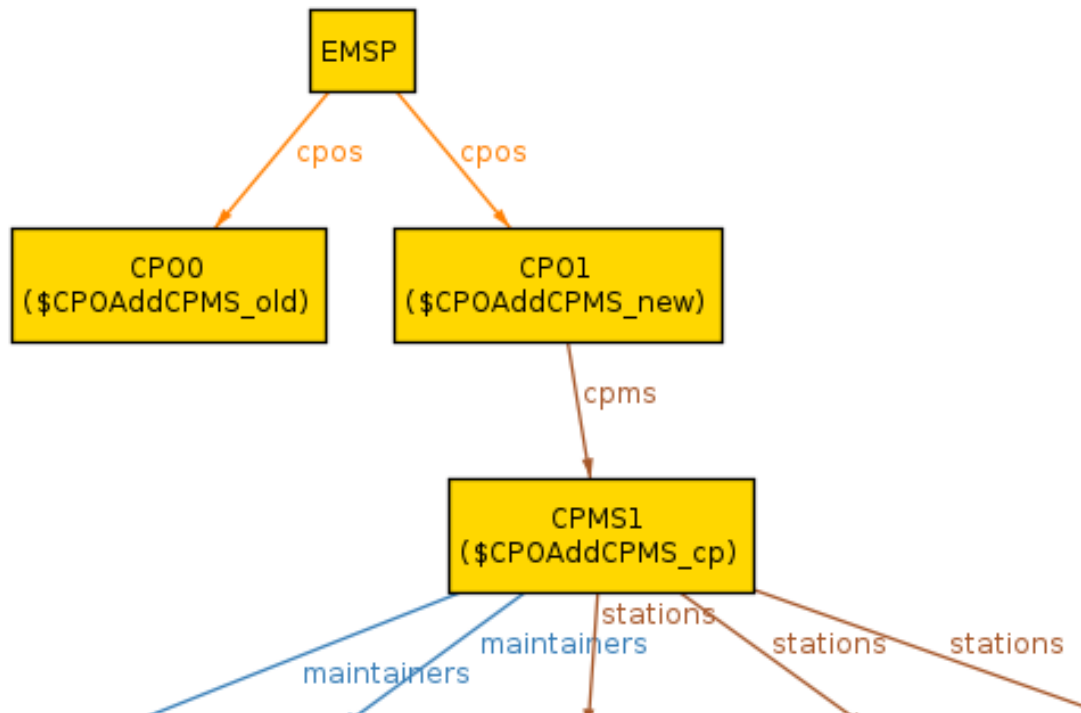 EMSP
cpos
cpos
CPO0
($CPOAddCPMS_old)
CPO1
($CPOAddCPMS_new)
cpms
CPMS1
($CPOAddCPMS_cp)
stations
maintainers
stations
stations
maintainers